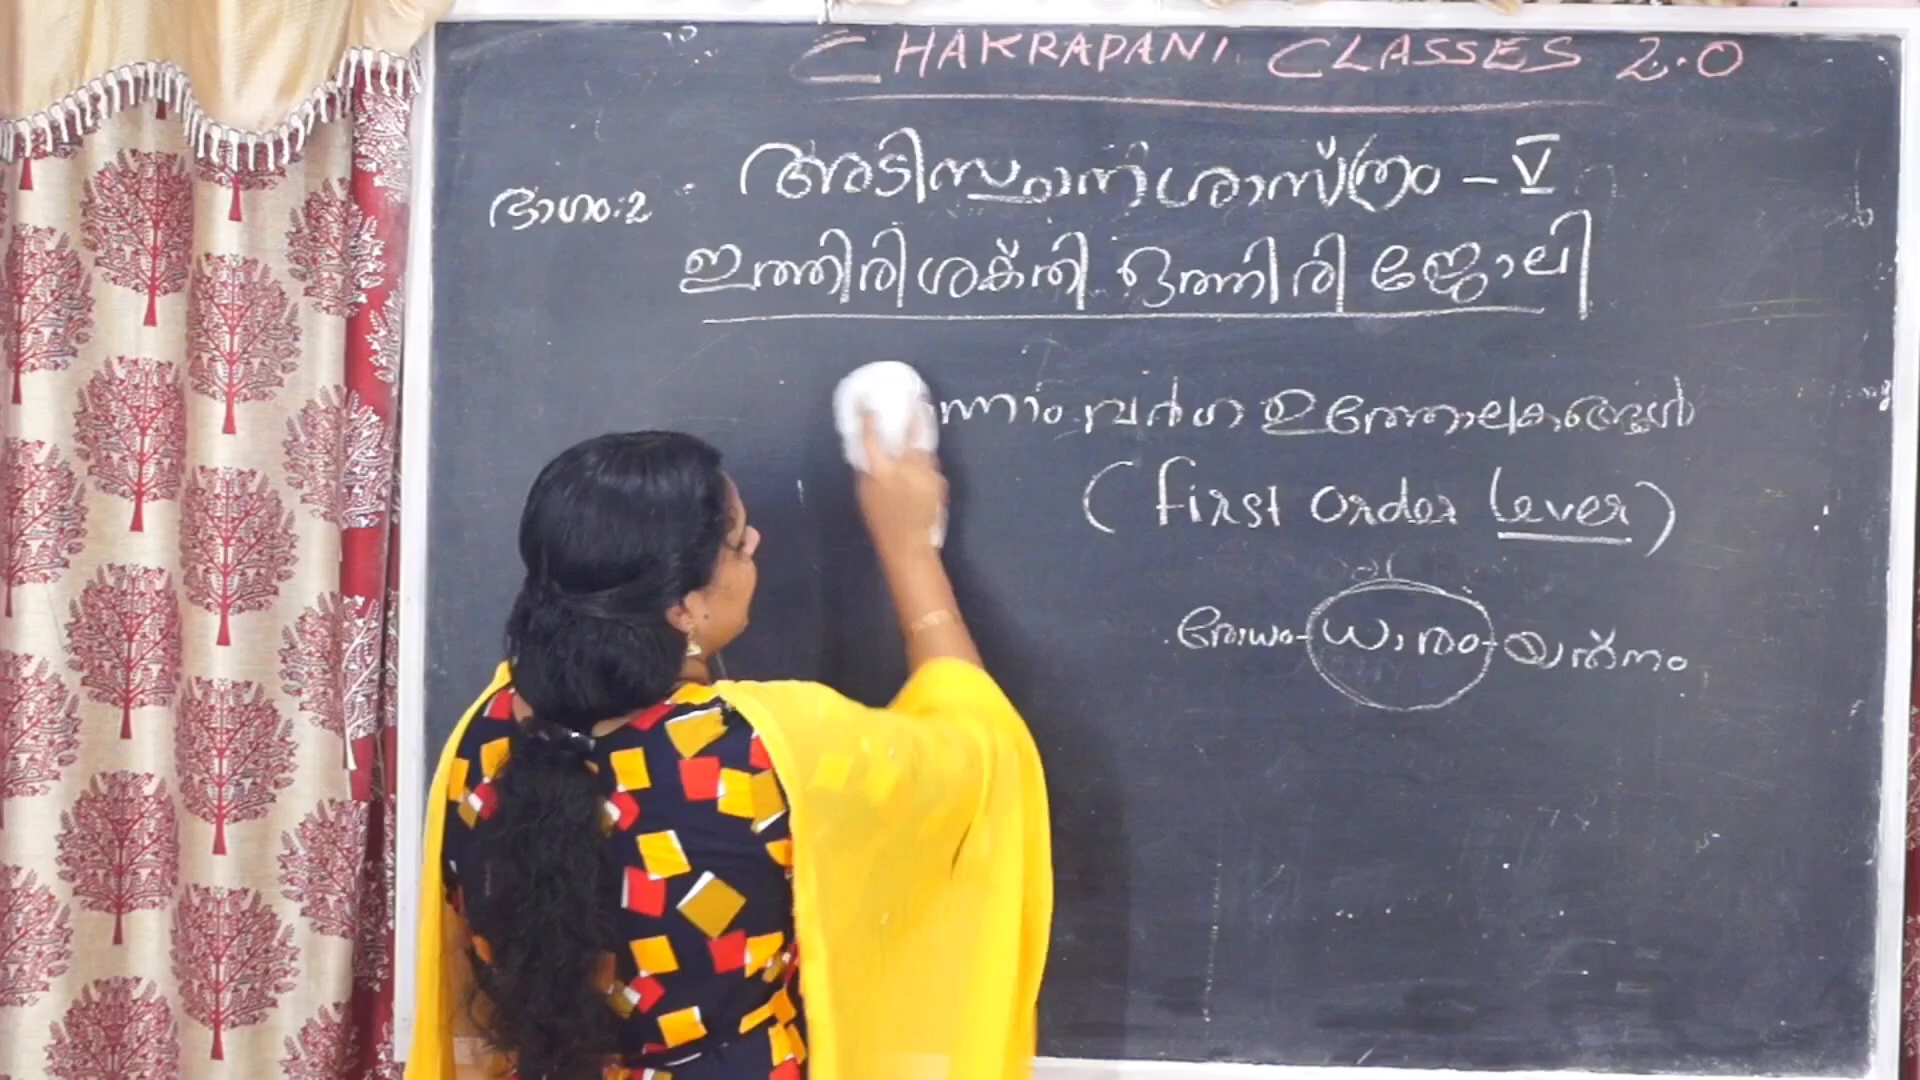 CHAKRAPANI CLASSES 2.0
അടിസ്ഥാനശാസ്ത്രം - V
ഭാഗം:2
ഇത്തിരി ശക്തി ഒത്തിരി ജോലി
ന്നാം വർഗ ഉത്തോലകങ്ങൾ
(First Order Lever)
രോധം - ധാരം - യത്നം